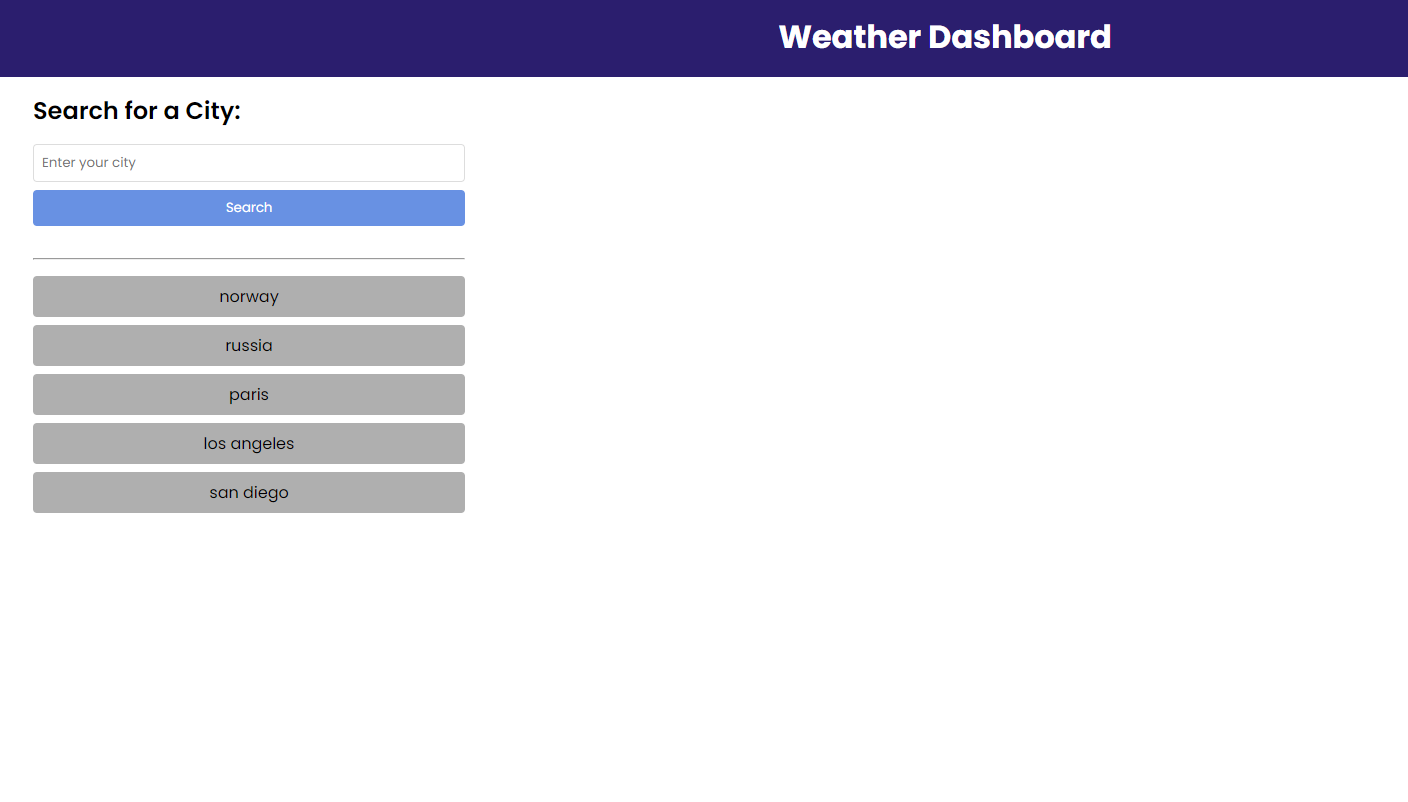 Weather Dashboard
Search for a City:
Enter your city
Search
norway
russia
paris
los angeles
san diego